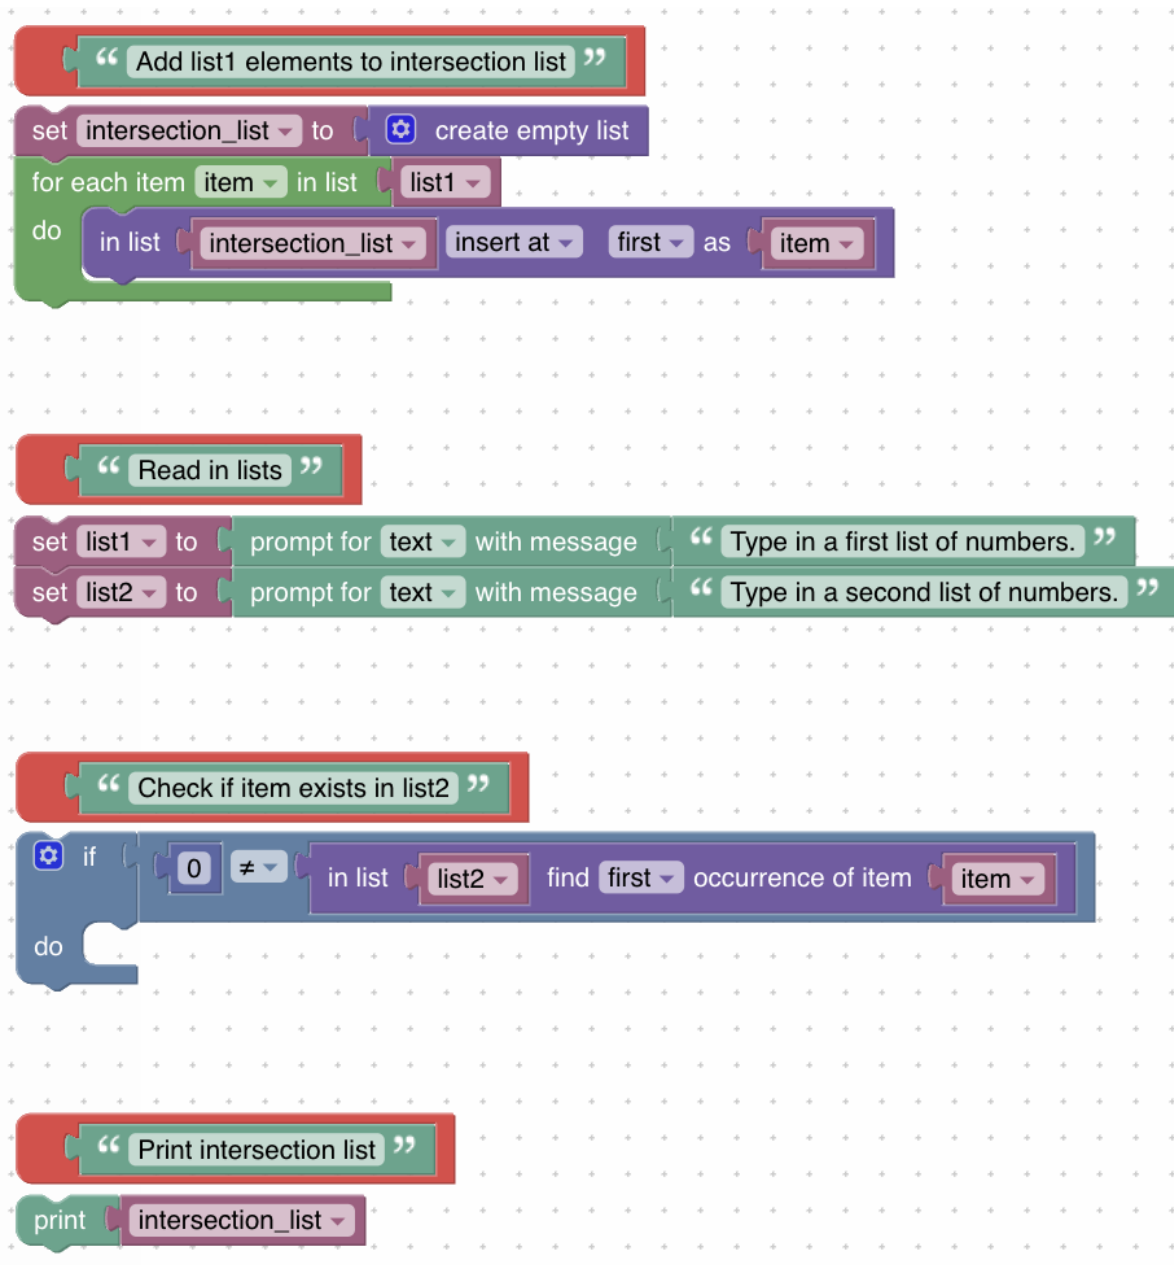 “ Add list1 elements to intersection list ”
set intersection_list to create empty list
for each item item in list list1
do in list intersection_list insert at first as item
“ Read in lists ”
set list1 to prompt for text with message “ Type in a first list of numbers. ”
set list2 to prompt for text with message “ Type in a second list of numbers. ”
“ Check if item exists in list2 ”
if 0 ≠ in list list2 find first occurrence of item item
do
“ Print intersection list ”
print intersection_list